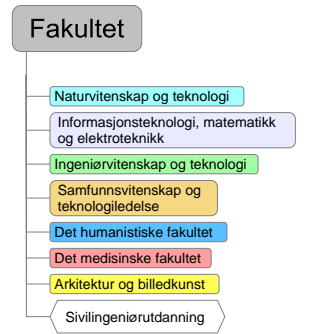 Fakultet
Naturvitenskap og teknologi
Informasjonsteknologi, matematikk
og elektroteknikk
Ingeniørvitenskap og teknologi
Samfunnsvitenskap og
teknologiledelse
Det humanistiske fakultet
Det medisinske fakultet
Arkitektur og billedkunst
Sivilingeniørutdanning